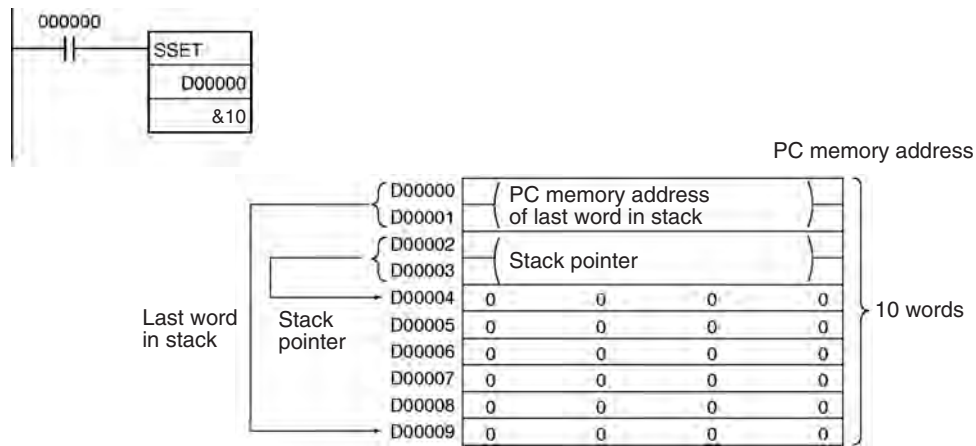 000000
SSET
D00000
&10
PC memory address
D00000
D00001
PC memory address
of last word in stack
D00002
D00003
Stack pointer
D00004 0 0 0 0
D00005 0 0 0 0
D00006 0 0 0 0
D00007 0 0 0 0
D00008 0 0 0 0
D00009 0 0 0 0
10 words
Last word
in stack
Stack
pointer